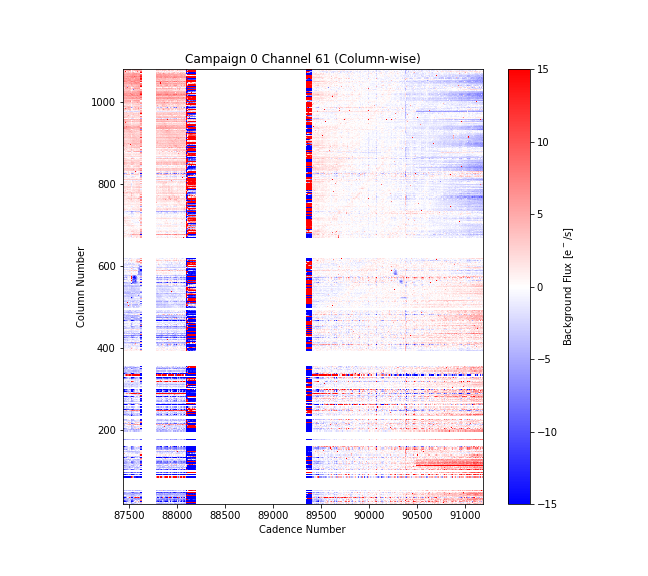 Campaign 0 Channel 61 (Column-wise)
1000
800
600
400
200
Column Number
87500 88000 88500 89000 89500 90000 90500 91000
Cadence Number
15
10
5
0
−5
−10
−15
Background Flux [e⁻/s]